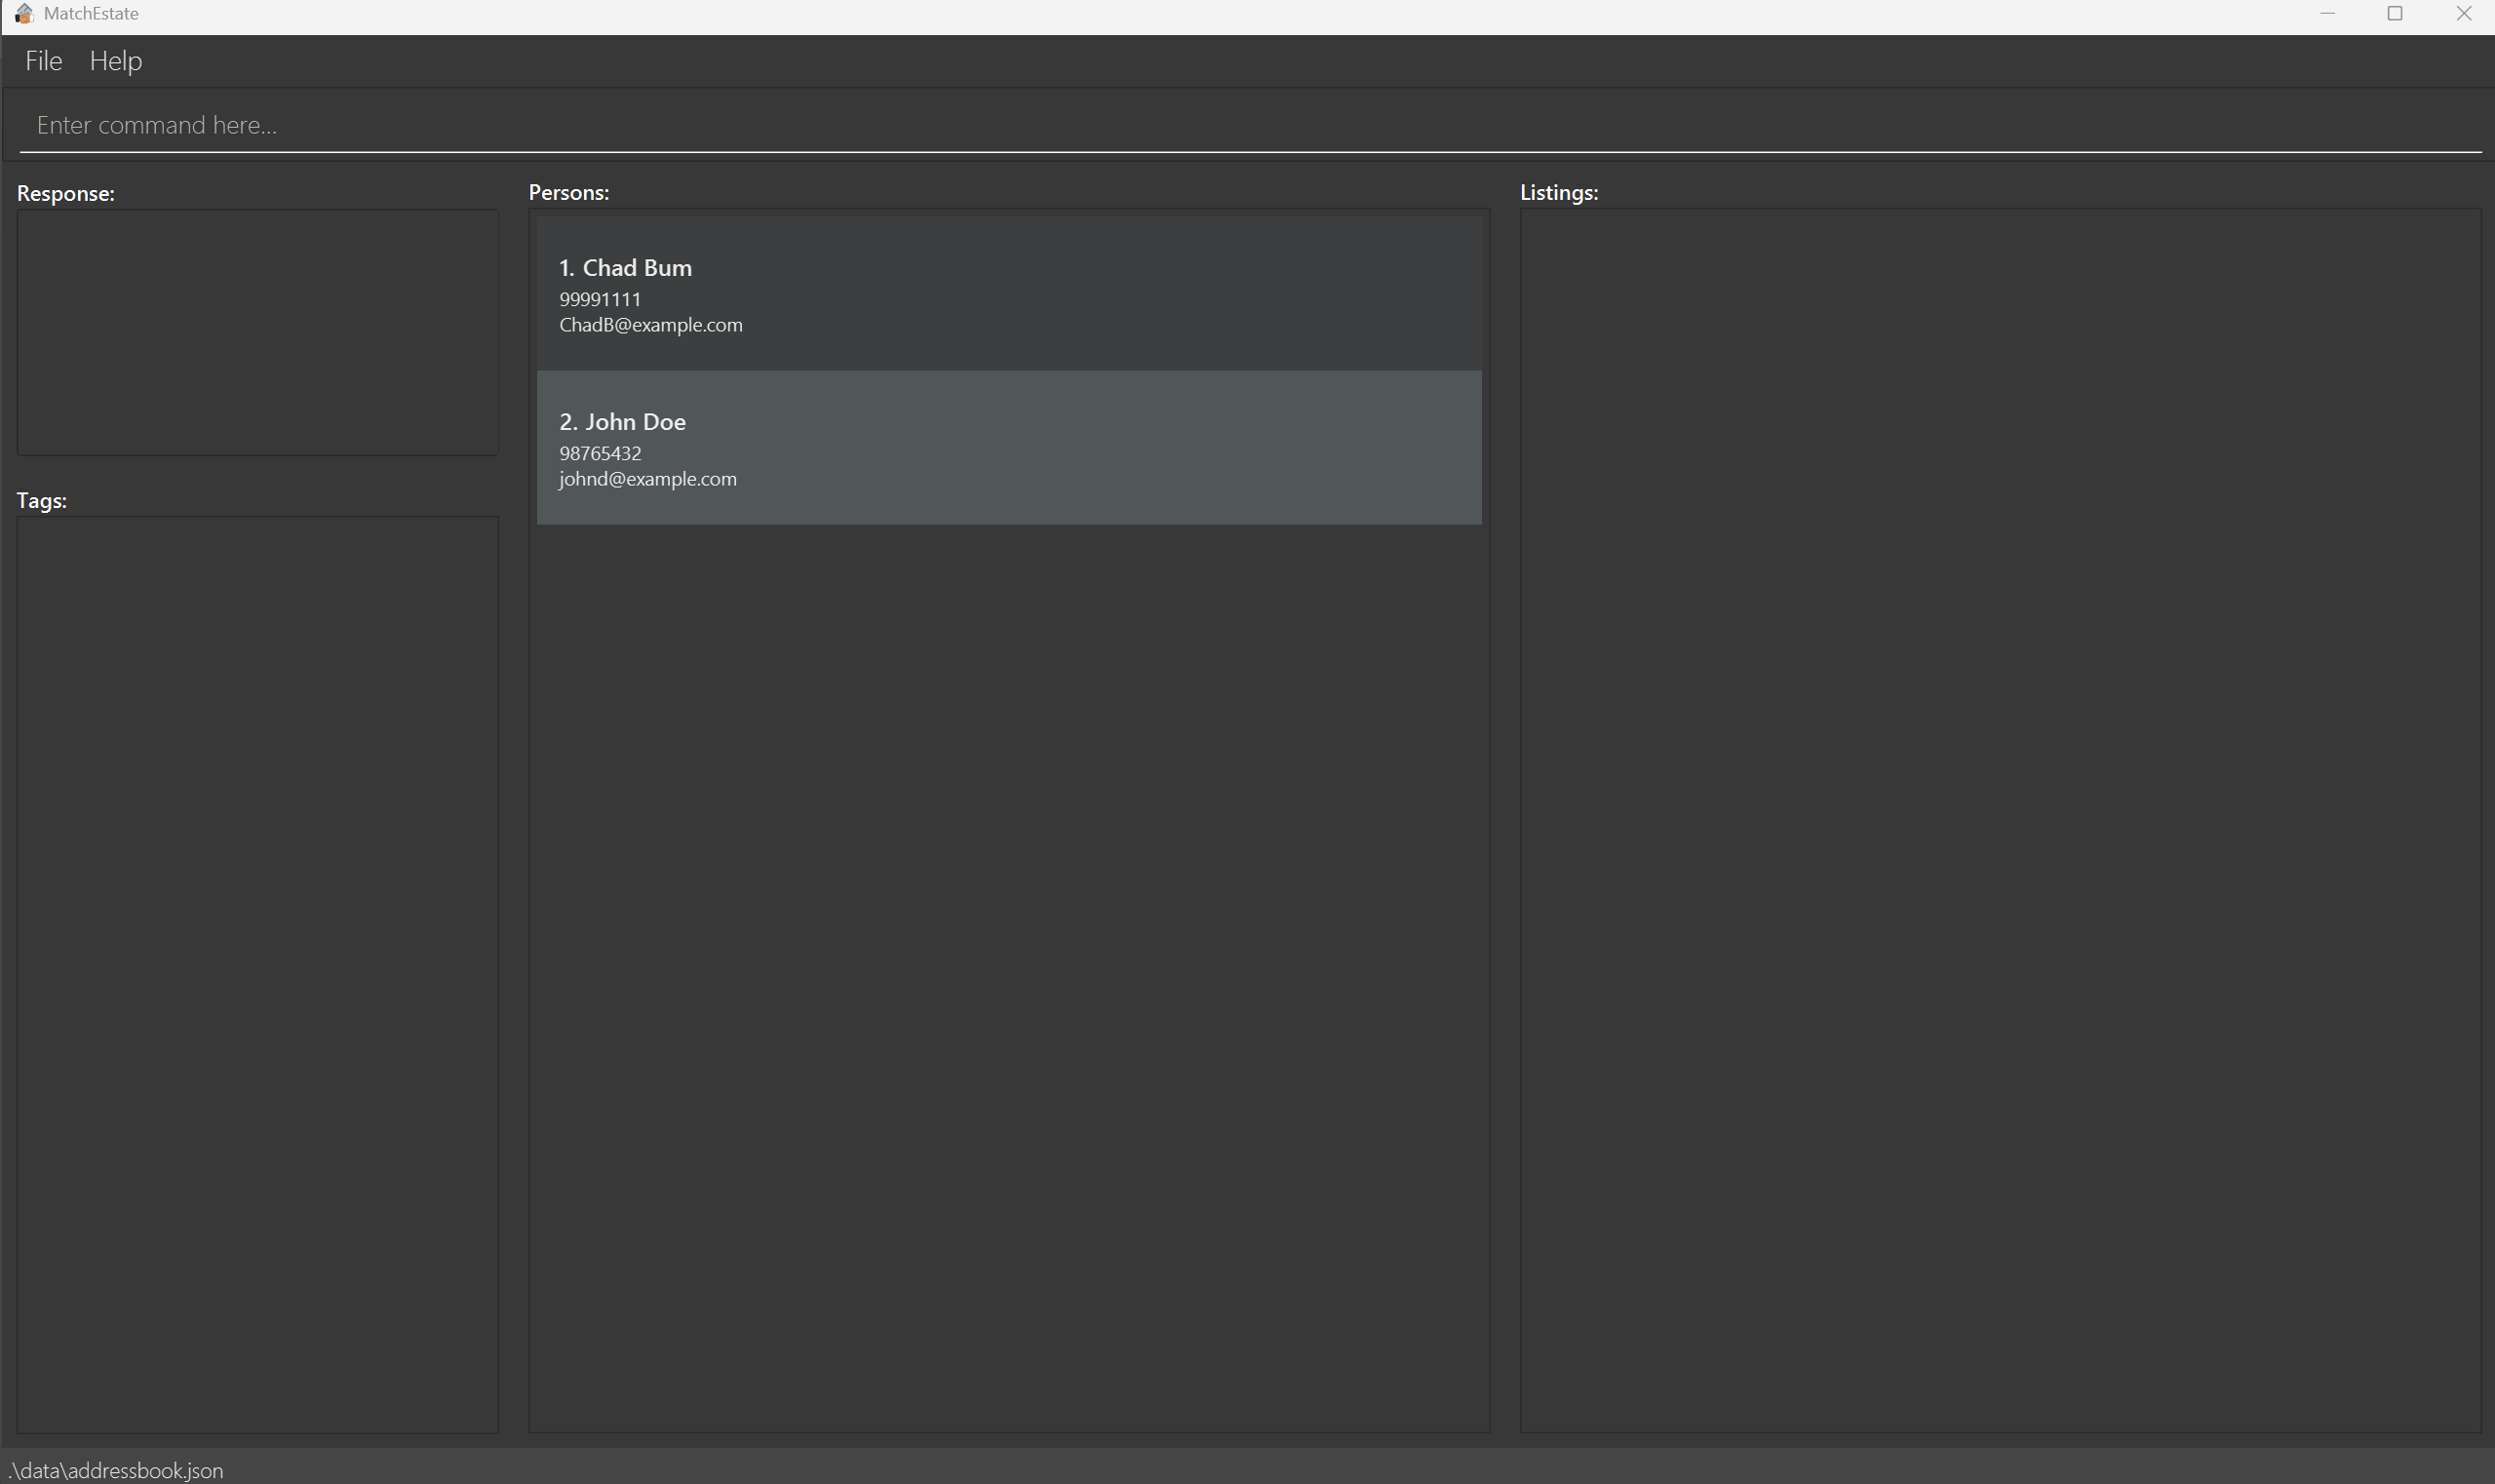 MatchEstate
File Help
Enter command here...
Response:
Tags:
Persons:
1. Chad Bum
99991111
ChadB@example.com
2. John Doe
98765432
johnd@example.com
Listings:
.\data\addressbook.json